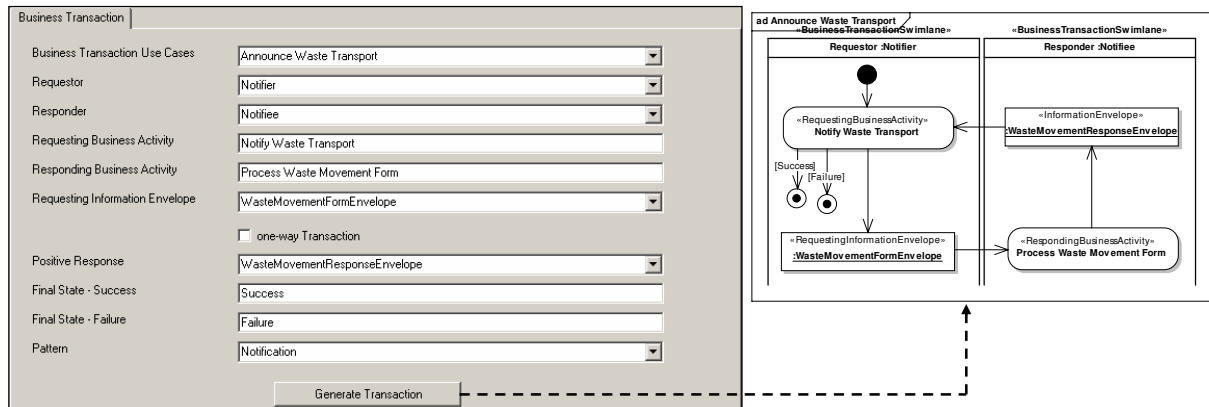 Business Transaction
Business Transaction Use Cases
Announce Waste Transport
Requestor
Notifier
Responder
Notifiee
Requesting Business Activity
Notify Waste Transport
Responding Business Activity
Process Waste Movement Form
Requesting Information Envelope
WasteMovementFormEnvelope
one-way Transaction
Positive Response
WasteMovementResponseEnvelope
Final State - Success
Success
Final State - Failure
Failure
Pattern
Notification
Generate Transaction
ad Announce Waste Transport
«BusinessTransactionSwimlane»
Requestor :Notifier
«BusinessTransactionSwimlane»
Responder :Notifiee
«RequestingBusinessActivity»
Notify Waste Transport
«InformationEnvelope»
:WasteMovementResponseEnvelope
[Success]
[Failure]
«RequestingInformationEnvelope»
:WasteMovementFormEnvelope
«RespondingBusinessActivity»
Process Waste Movement Form